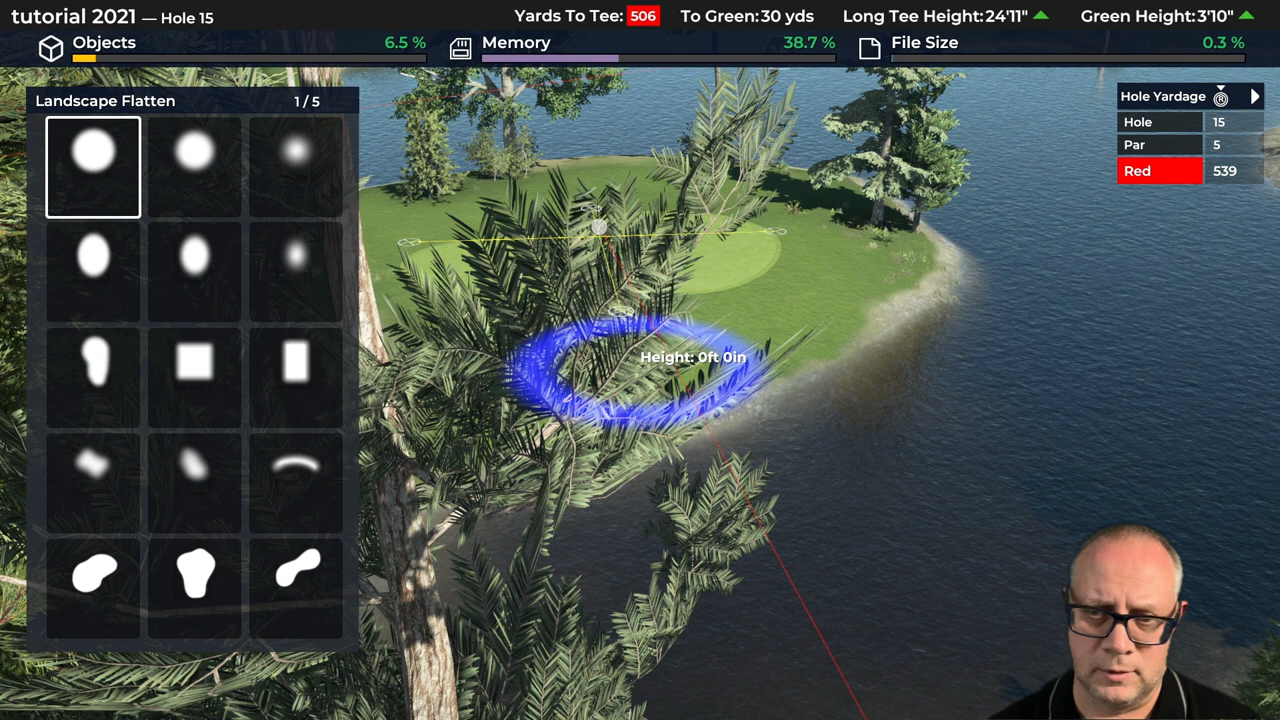 tutorial 2021 — Hole 15
Yards To Tee: 506
To Green: 30 yds
Long Tee Height: 24'11"
Green Height: 3'10"
Objects 6.5 %
Memory 38.7 %
File Size 0.3 %
Landscape Flatten 1 / 5
Hole Yardage R
Hole 15
Par 5
Red 539
Height: 0ft 0in